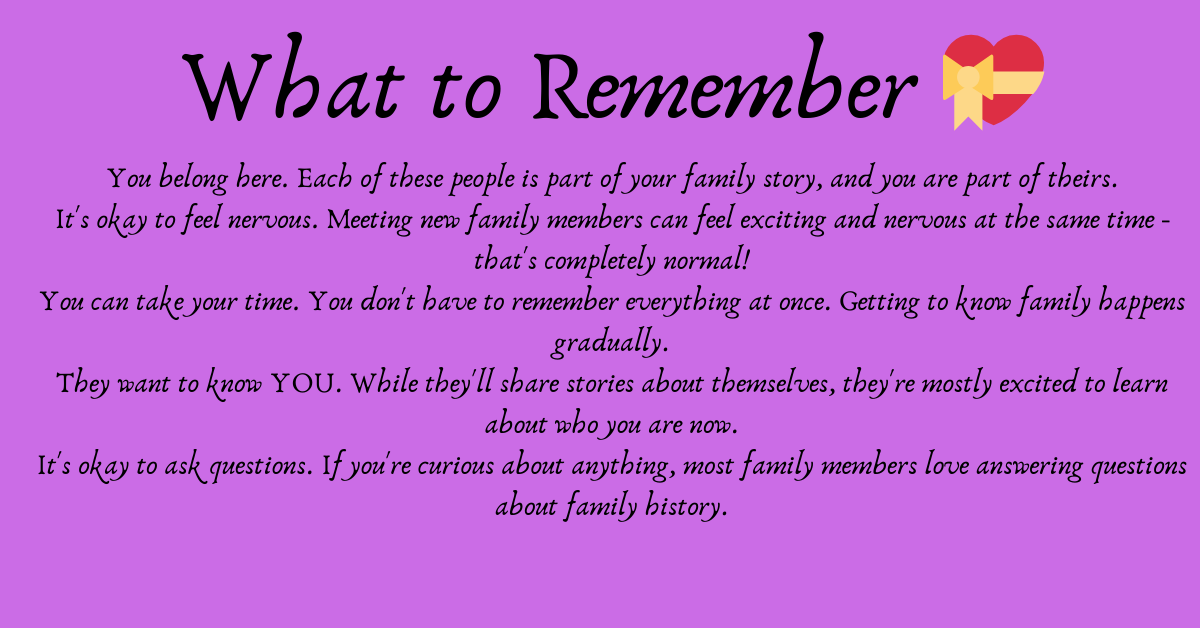 What to Remember
You belong here. Each of these people is part of your family story, and you are part of theirs.
It's okay to feel nervous. Meeting new family members can feel exciting and nervous at the same time -
that's completely normal!
You can take your time. You don't have to remember everything at once. Getting to know family happens
gradually.
They want to know YOU. While they'll share stories about themselves, they're mostly excited to learn
about who you are now.
It's okay to ask questions. If you're curious about anything, most family members love answering questions
about family history.